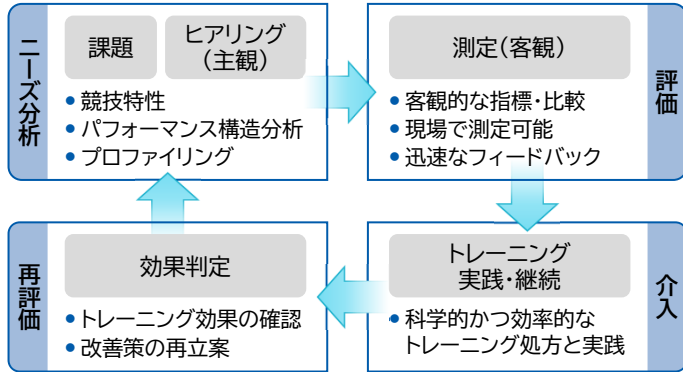 ニーズ分析
課題
ヒアリング
（主観）
• 競技特性
• パフォーマンス構造分析
• プロファイリング
測定（客観）
• 客観的な指標・比較
• 現場で測定可能
• 迅速なフィードバック
評価
再評価
効果判定
• トレーニング効果の確認
• 改善策の再立案
トレーニング
実践・継続
• 科学的かつ効率的な
トレーニング処方と実践
介入